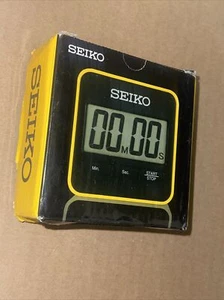 SEIKO
SEIKO
SEIKO
00 M 00 S
Min. Sec. START
/STOP